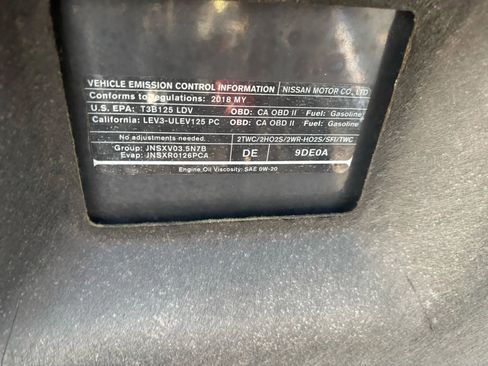 VEHICLE EMISSION CONTROL INFORMATION NISSAN MOTOR CO., LTD
Conforms to regulations: 2018 MY
U.S. EPA: T3B125 LDV OBD: CA OBD II Fuel: Gasoline
California: LEV3-ULEV125 PC OBD: CA OBD II Fuel: Gasoline
No adjustments needed. 2TWC/2HO2S/2WR-HO2S/SFI/TWC
Group: JNSXV03.5N7B
Evap: JNSXR0126PCA DE 9DE0A
Engine Oil Viscosity: SAE 0W-20